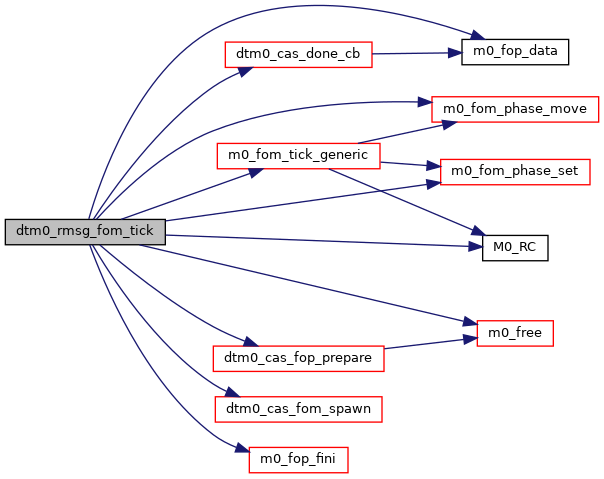 m0_fop_data
dtm0_cas_done_cb
m0_fom_phase_move
m0_fom_tick_generic
m0_fom_phase_set
dtm0_rmsg_fom_tick
M0_RC
m0_free
dtm0_cas_fop_prepare
dtm0_cas_fom_spawn
m0_fop_fini